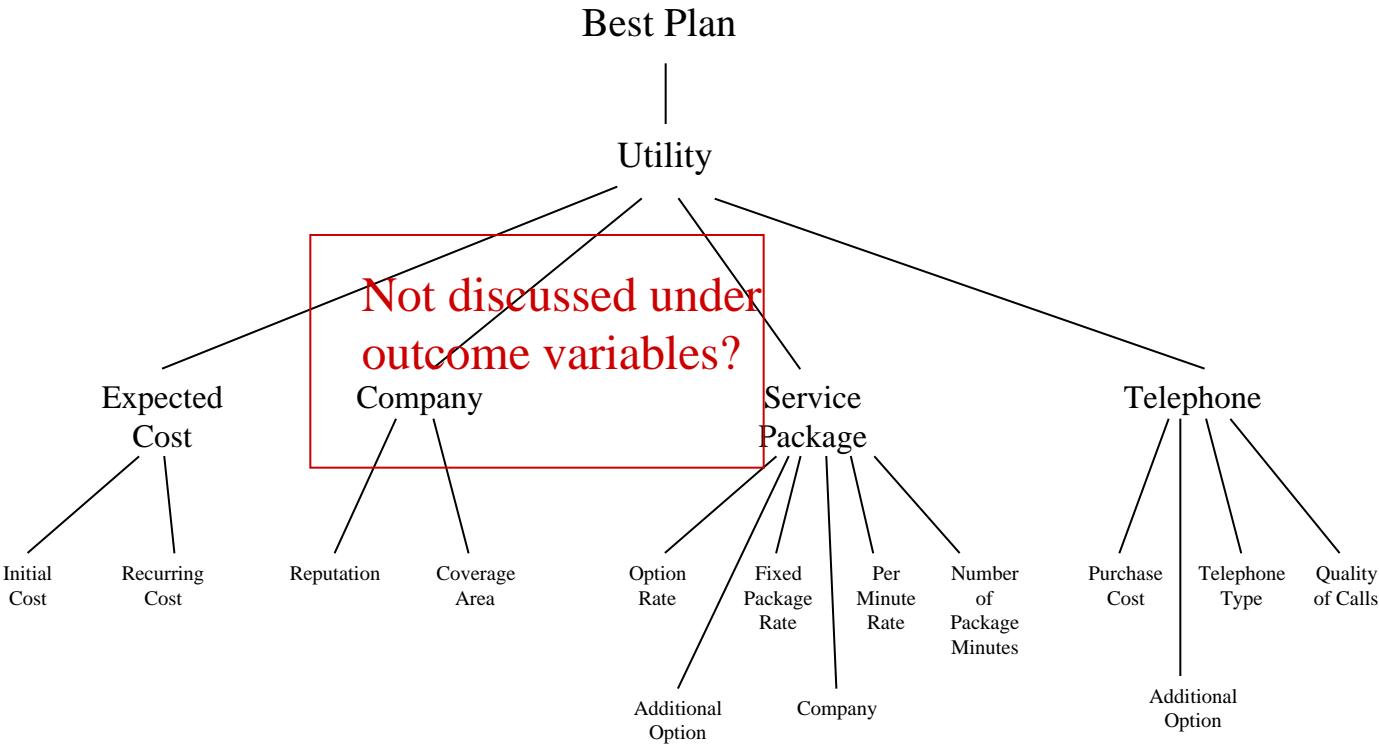 Best Plan
Utility
Not discussed under
outcome variables?
Expected
Cost
Company
Service
Package
Telephone
Initial
Cost
Recurring
Cost
Reputation
Coverage
Area
Option
Rate
Fixed
Package
Rate
Per
Minute
Rate
Number
of
Package
Minutes
Purchase
Cost
Telephone
Type
Quality
of Calls
Additional
Option
Company
Additional
Option